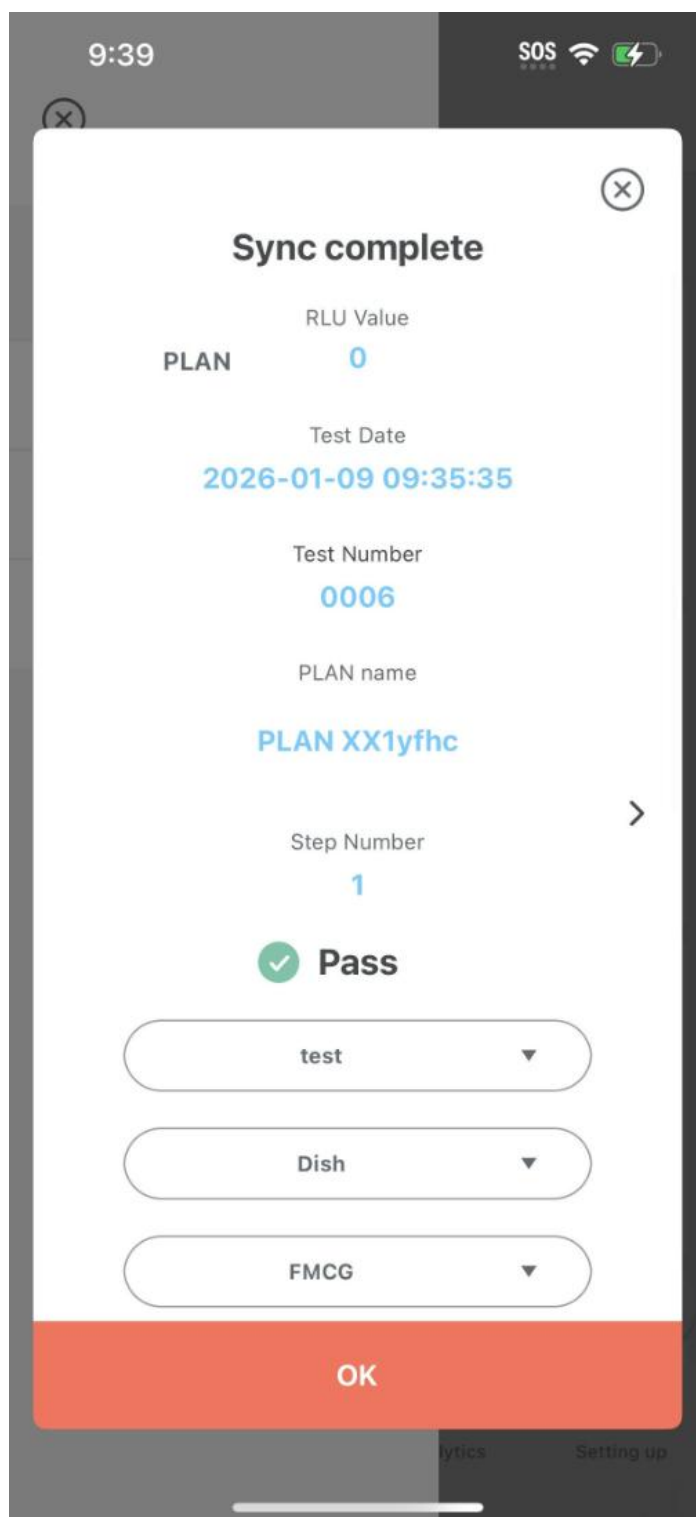 9:39
SOS
Sync complete
RLU Value
PLAN 0
Test Date
2026-01-09 09:35:35
Test Number
0006
PLAN name
PLAN XX1yfhc
Step Number
1
Pass
test
Dish
FMCG
OK
lytics Setting up